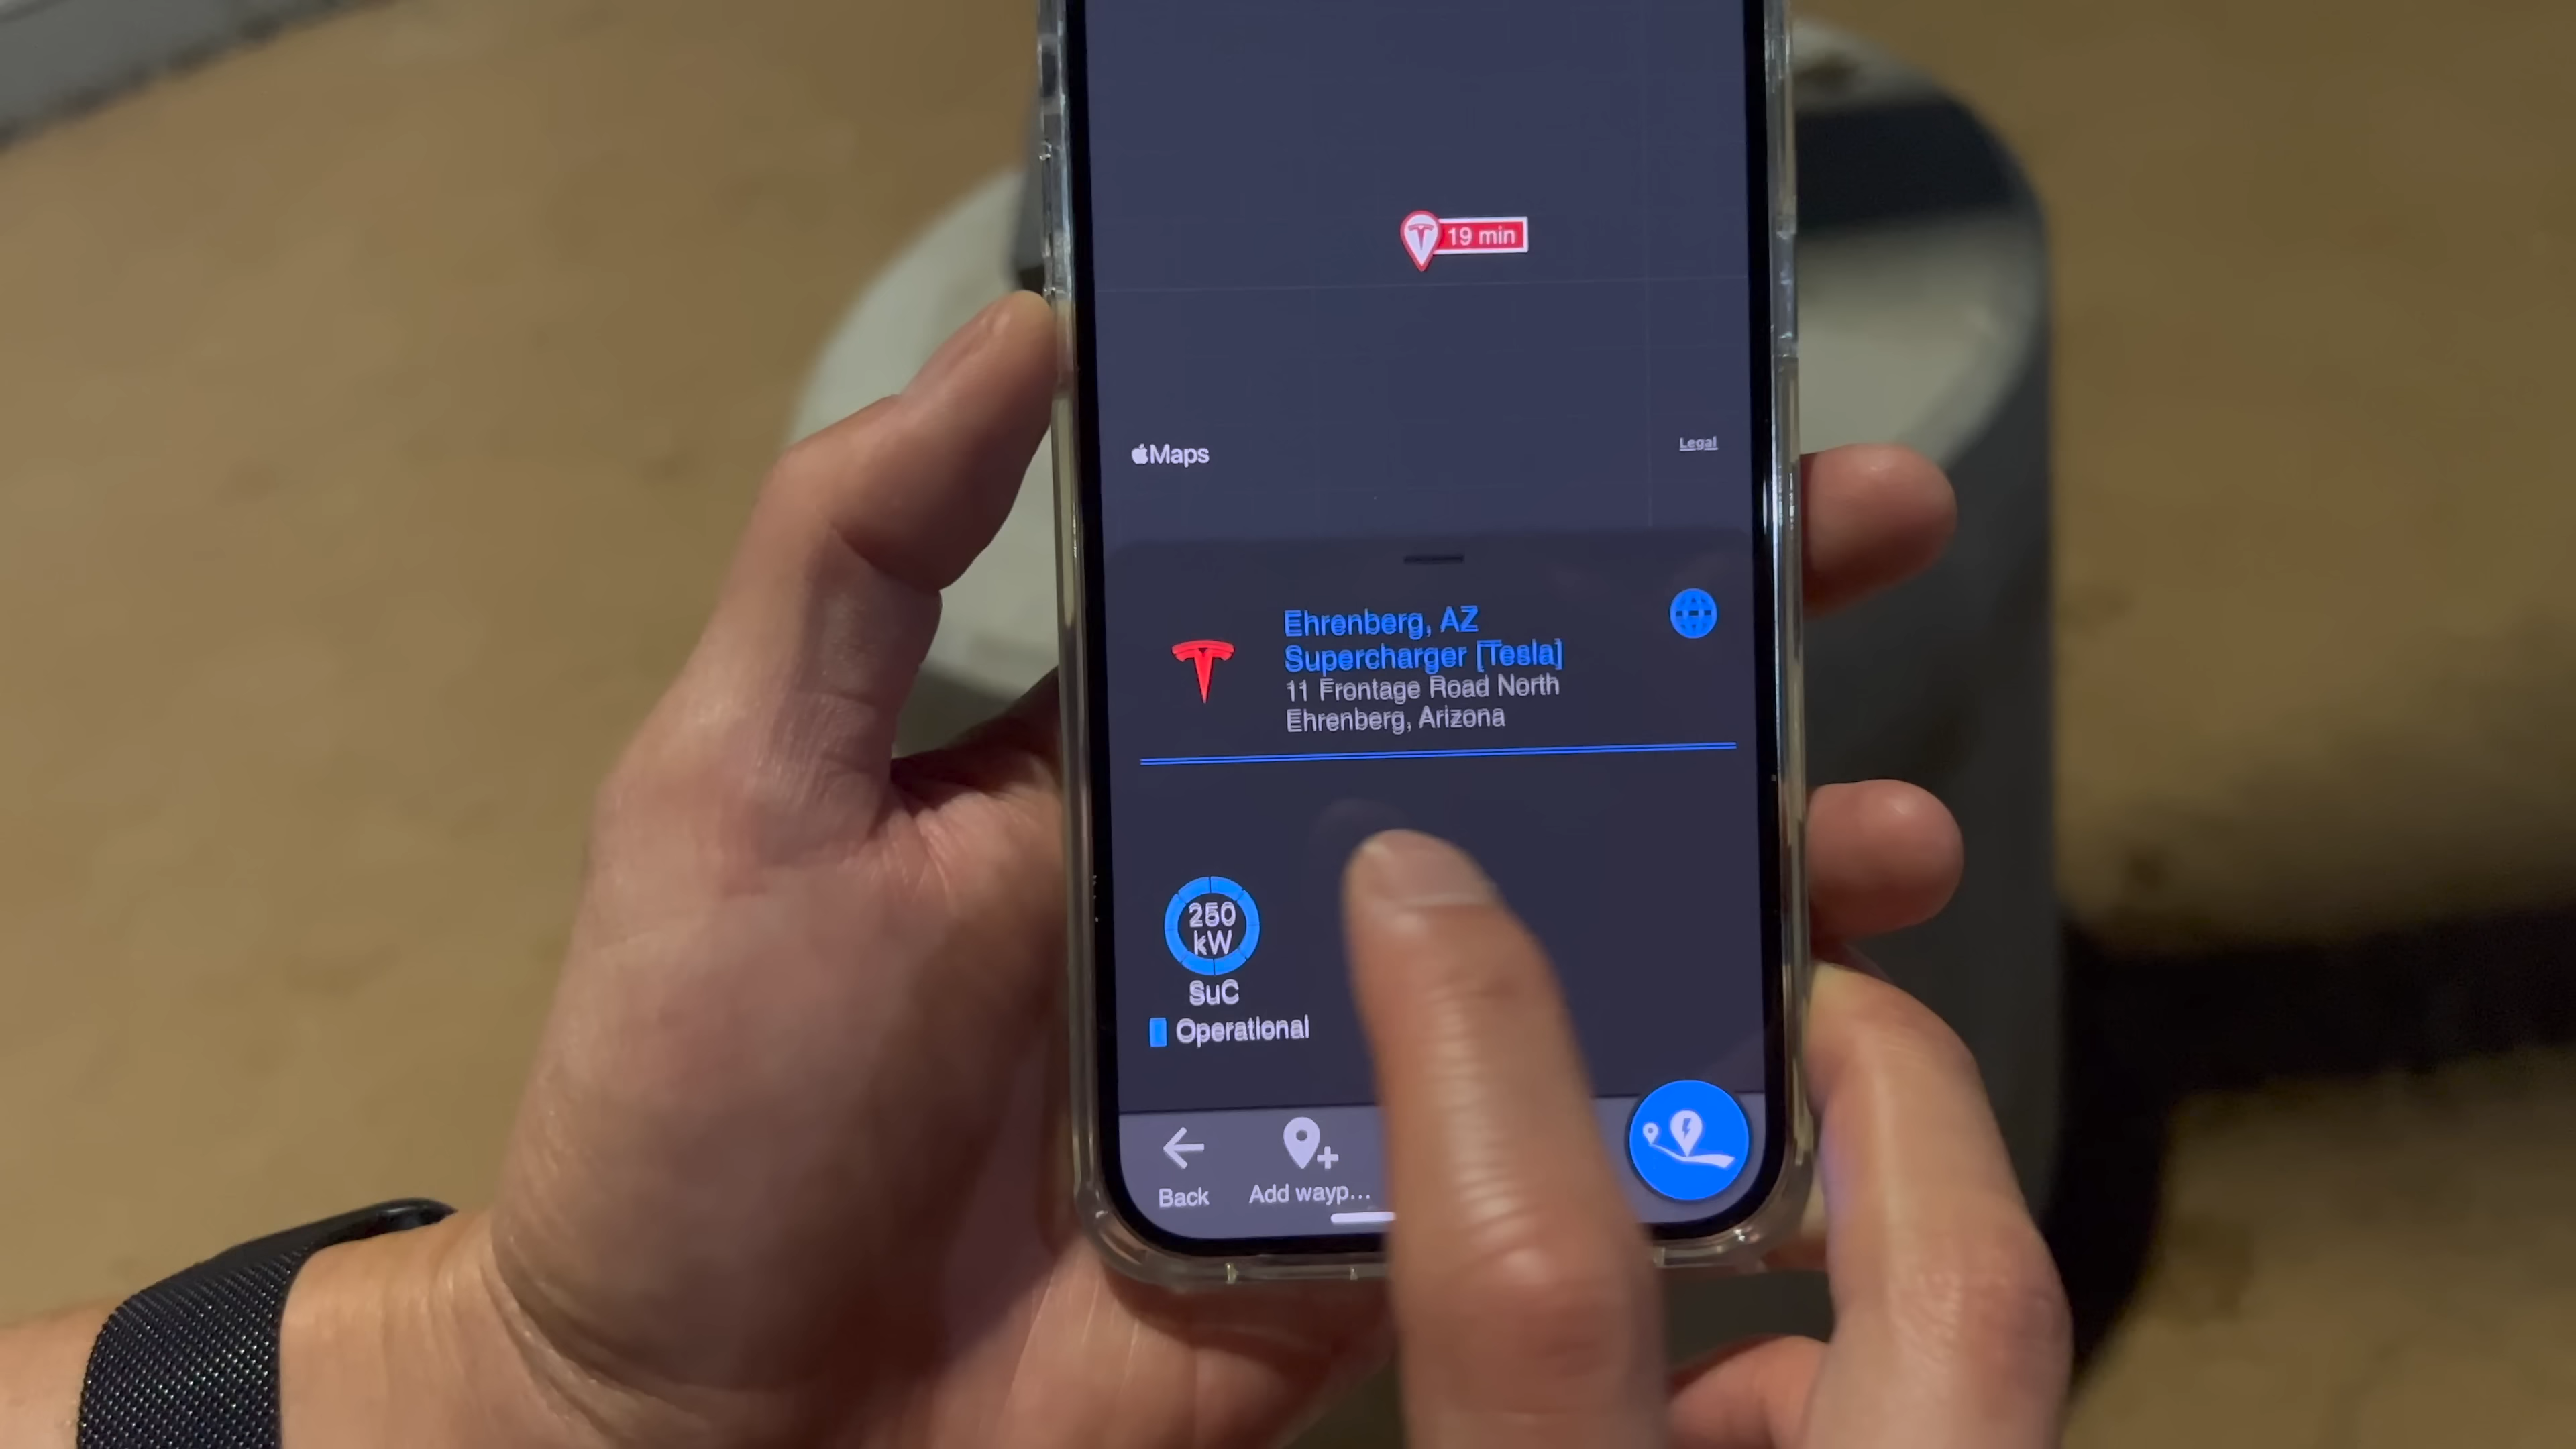 19 min
Maps
Legal
Ehrenberg, AZ
Supercharger [Tesla]
11 Frontage Road North
Ehrenberg, Arizona
250
kW
SuC
Operational
Back
Add wayp...